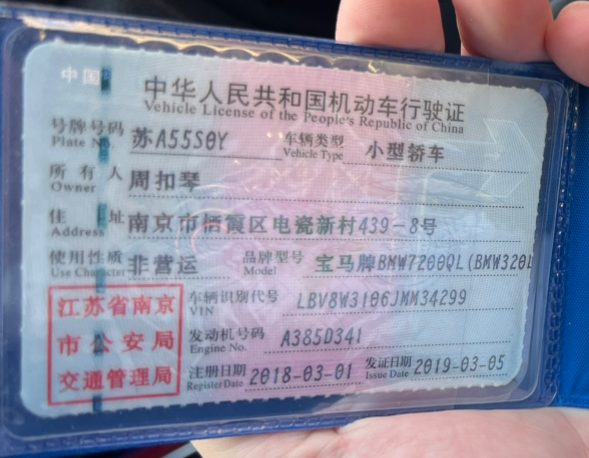 中国
中华人民共和国机动车行驶证
Vehicle License of the People's Republic of China
号牌号码 苏A55S0Y 车辆类型 小型轿车
Plate No. Vehicle Type
所有人 周扣琴
Owner
住址 南京市栖霞区电瓷新村439-8号
Address
使用性质 非营运 品牌型号 宝马牌BMW7200QL(BMW320L
Use Character Model
江苏省南京
市公安局
交通管理局
车辆识别代号 LBV8W3106JMM34299
VIN
发动机号码 A385D341
Engine No.
注册日期 2018-03-01 发证日期 2019-03-05
Register Date Issue Date